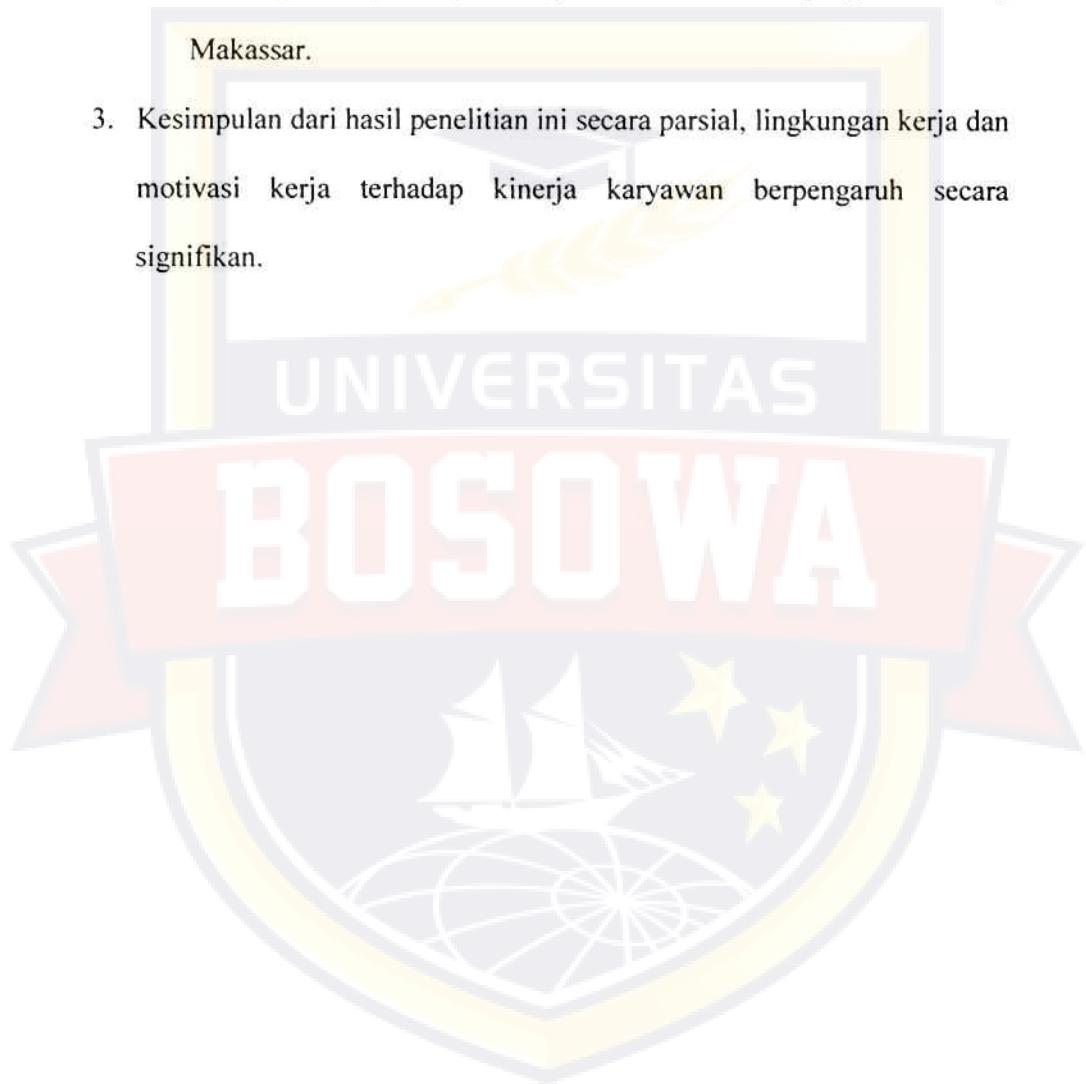 Makassar.
3. Kesimpulan dari hasil penelitian ini secara parsial, lingkungan kerja dan
motivasi kerja terhadap kinerja karyawan berpengaruh secara
signifikan.
UNIVERSITAS
BOSOWA